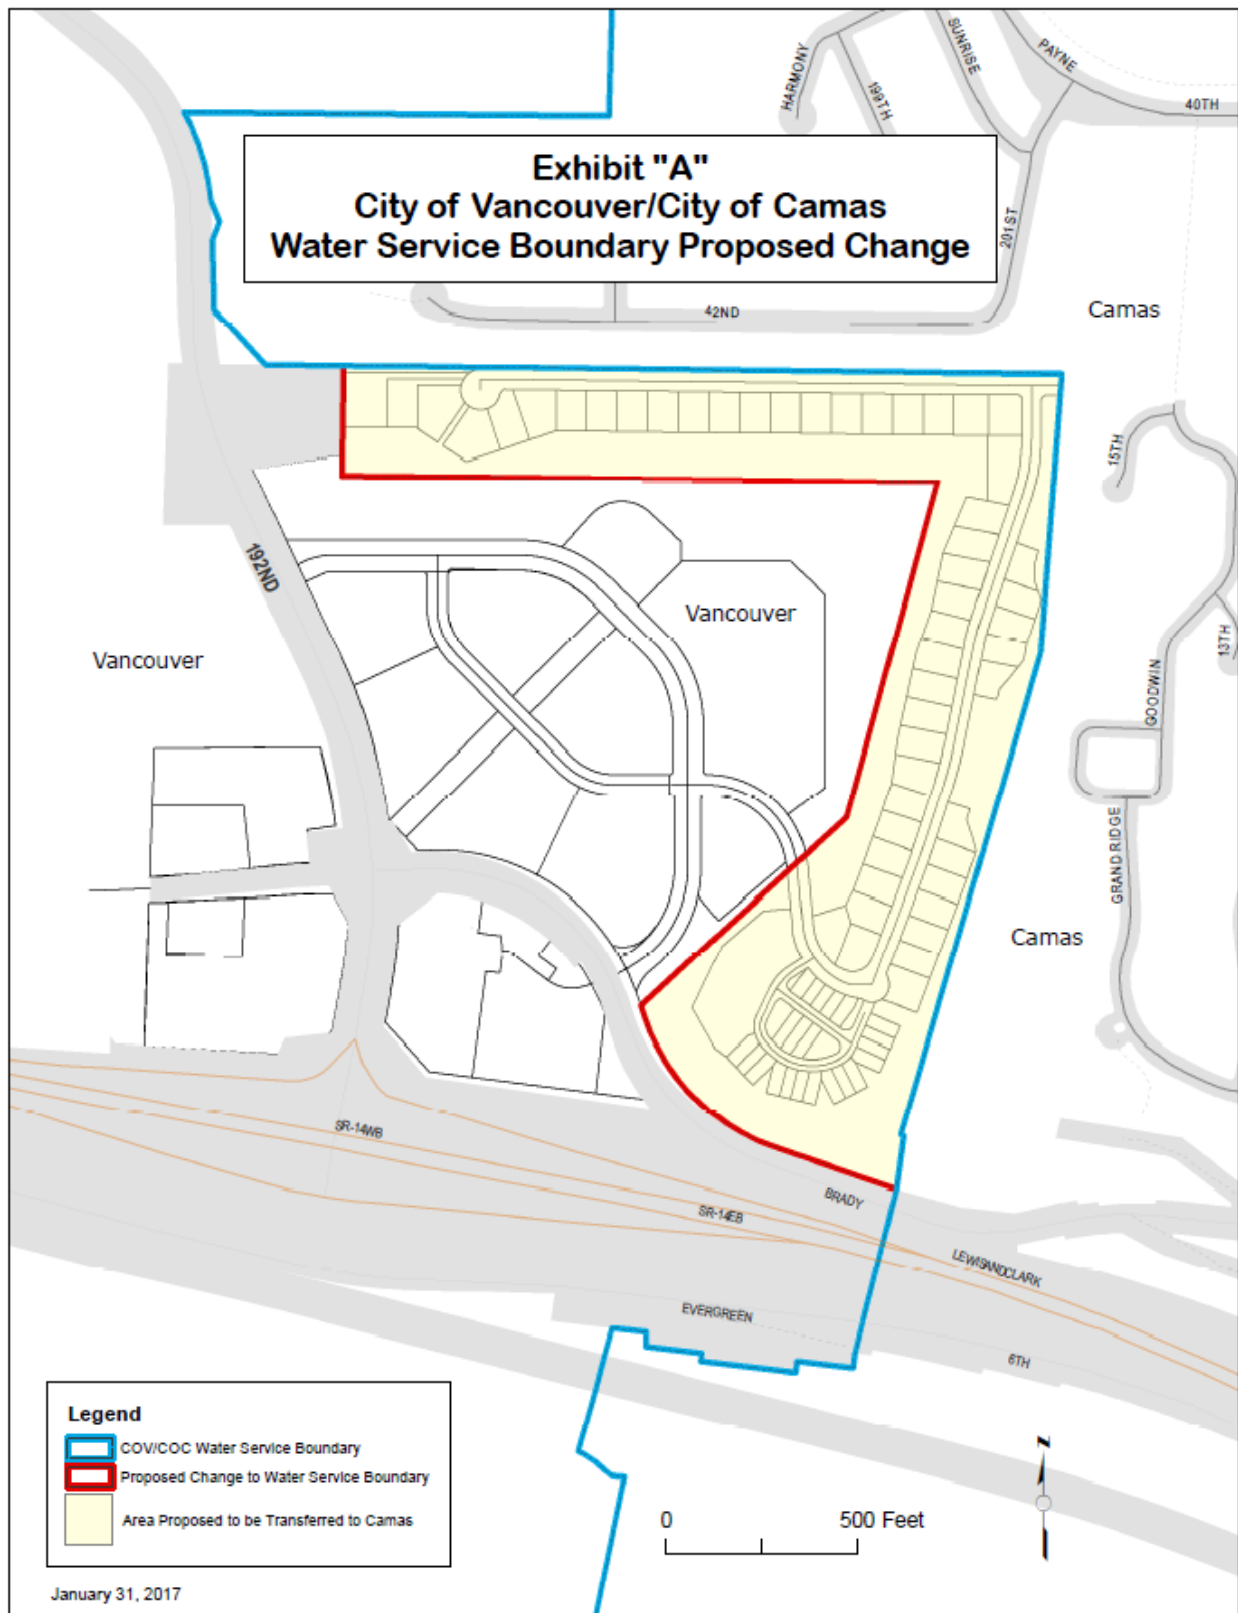 SUNRISE
PAYNE
HARMONY
199TH
40TH
Exhibit "A"
City of Vancouver/City of Camas
Water Service Boundary Proposed Change
201ST
42ND
Camas
15TH
192ND
Vancouver
Vancouver
13TH
GOODWIN
GRAND RIDGE
Camas
SR-14WB
BRADY
SR-14EB
LEWISANDCLARK
EVERGREEN
6TH
Legend
COV/COC Water Service Boundary
Proposed Change to Water Service Boundary
Area Proposed to be Transferred to Camas
0 500 Feet
z
January 31, 2017